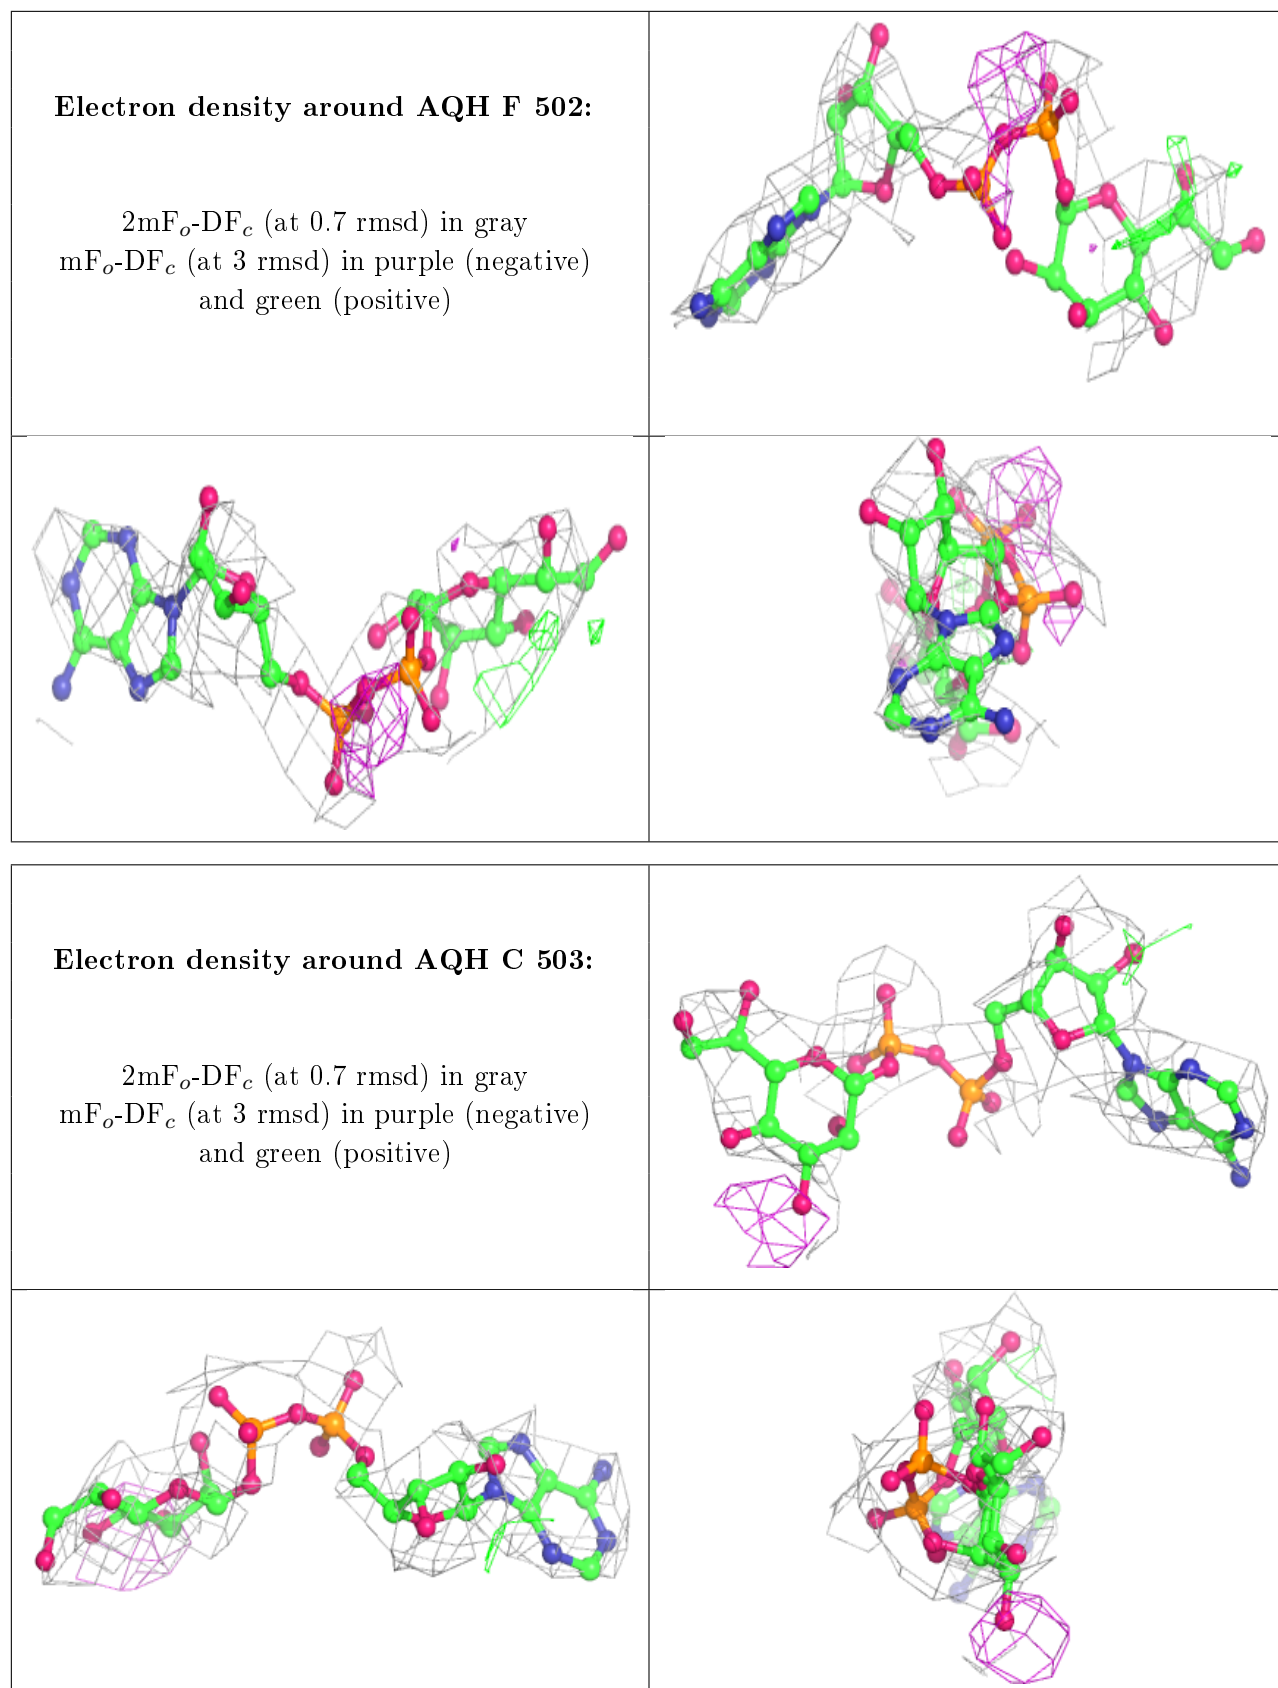 Electron density around AQH F 502:
2mFo-DFc (at 0.7 rmsd) in gray
mFo-DFc (at 3 rmsd) in purple (negative)
and green (positive)
Electron density around AQH C 503:
2mFo-DFc (at 0.7 rmsd) in gray
mFo-DFc (at 3 rmsd) in purple (negative)
and green (positive)